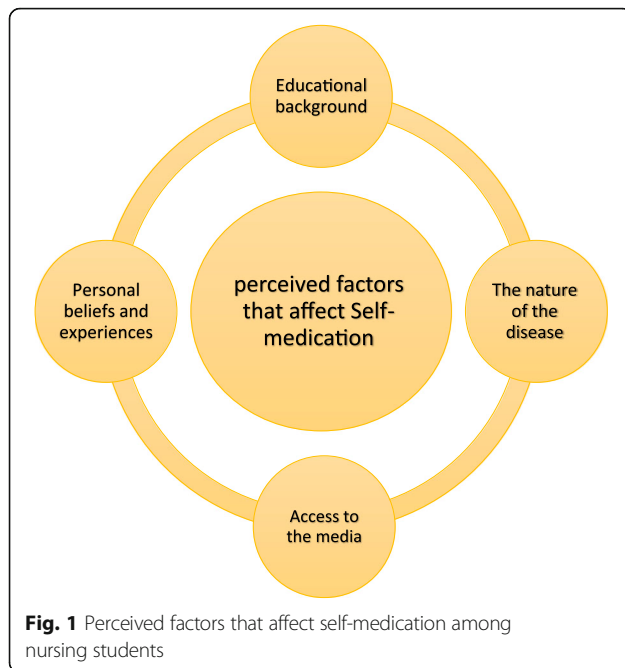 Educational
background
Personal
beliefs and
experiences
perceived factors
that affect Self-
medication
The nature
of the
disease
Access to
the media
Fig. 1 Perceived factors that affect self-medication among
nursing students